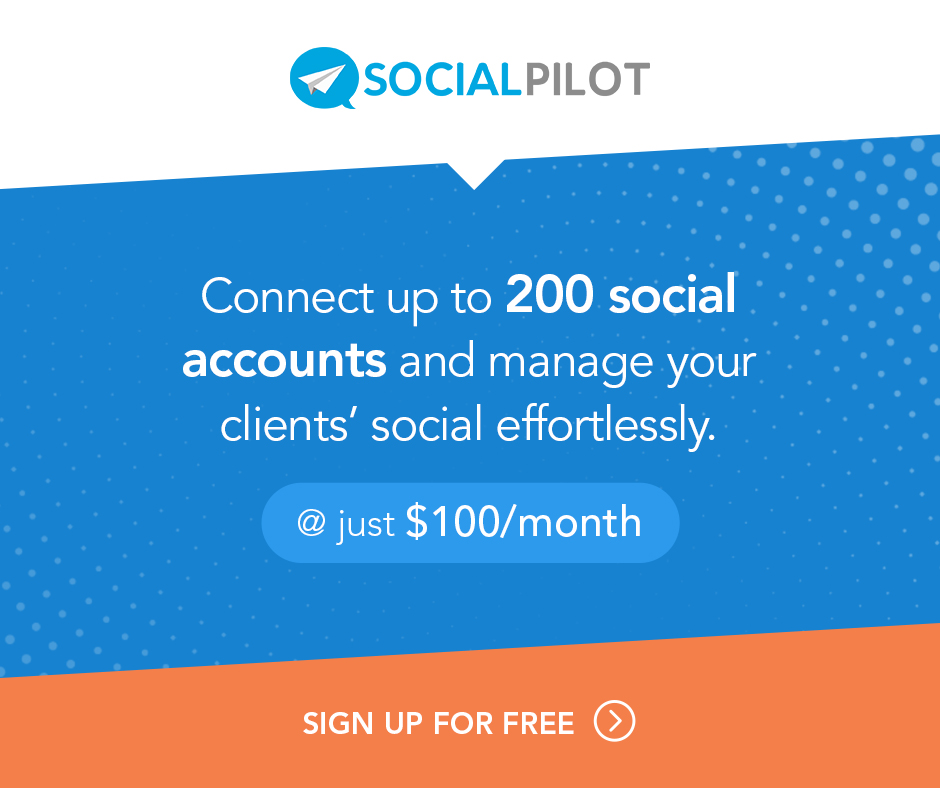 SOCIALPILOT
Connect up to 200 social
accounts and manage your
clients’ social effortlessly.
@ just $100/month
SIGN UP FOR FREE